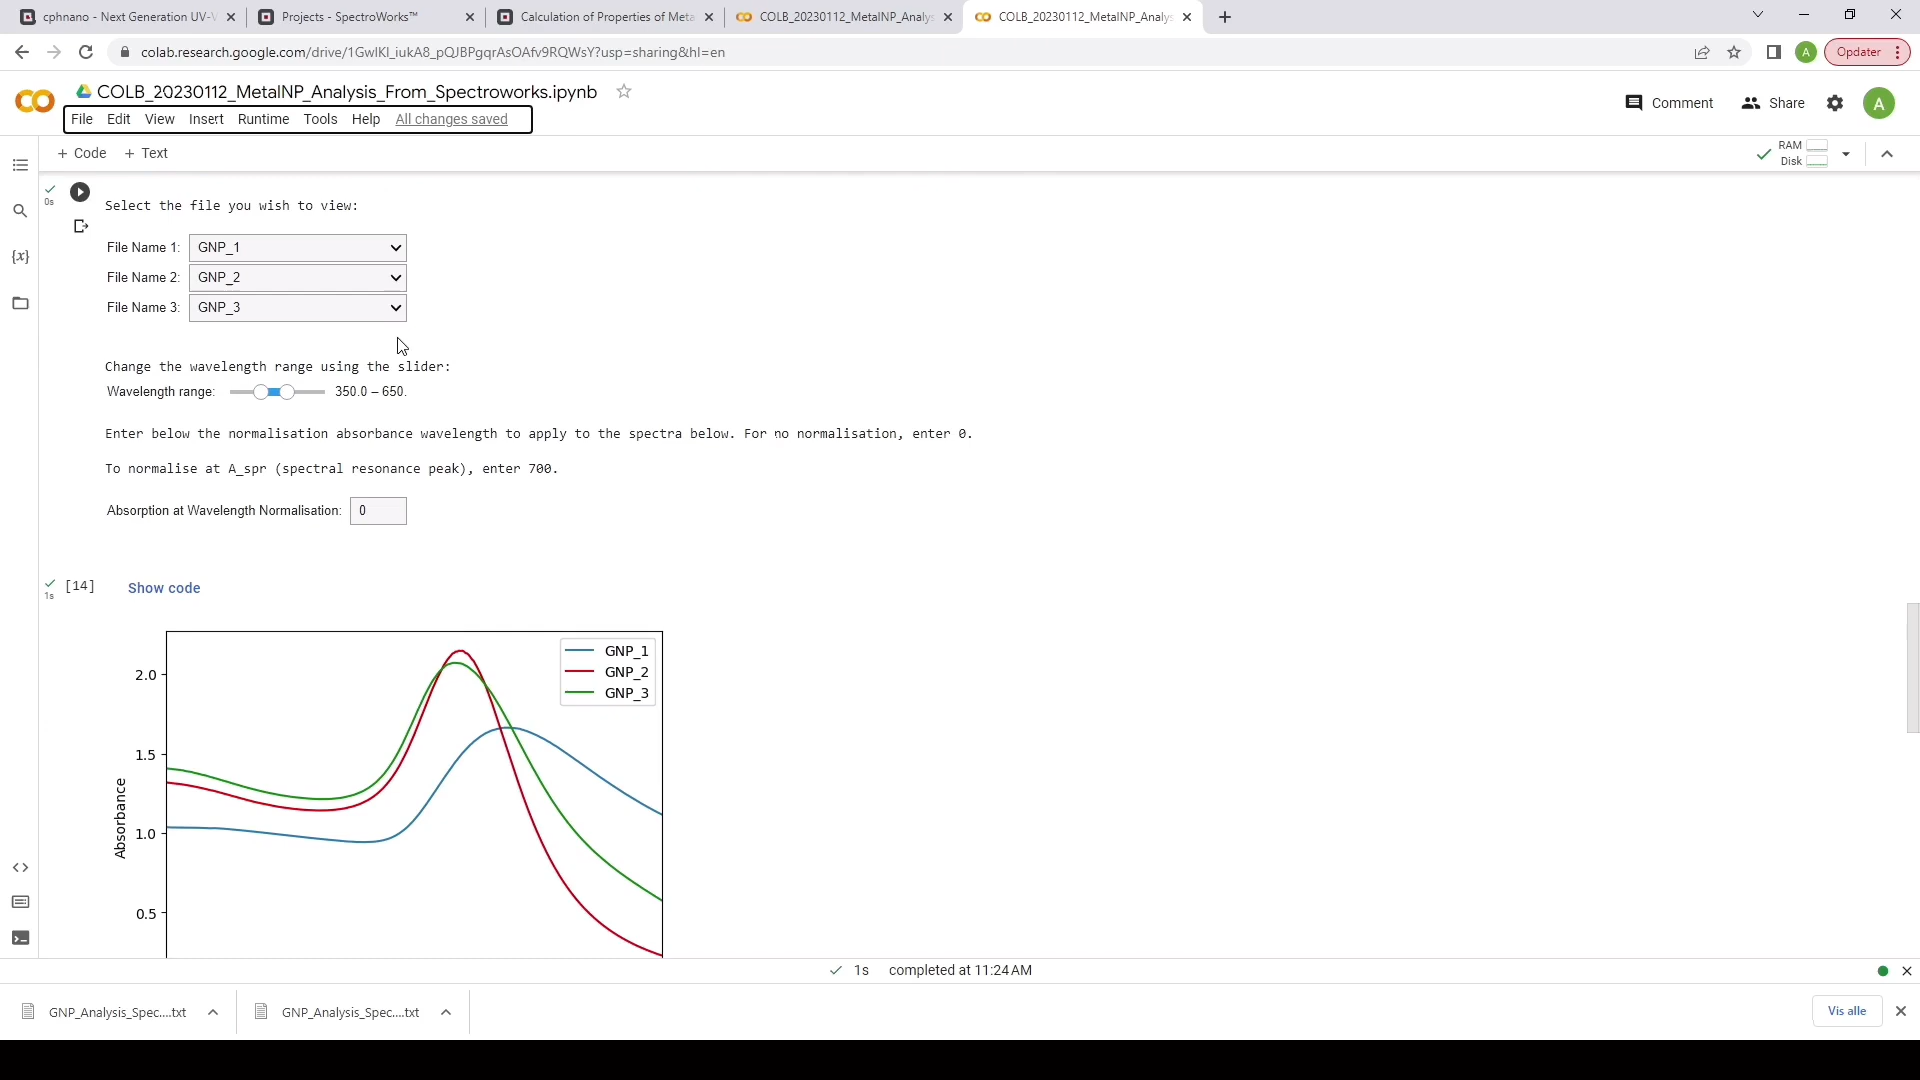 cphnano - Next Generation UV-V
Projects - SpectroWorks™
Calculation of Properties of Meta
COLB_20230112_MetalNP_Analys
COLB_20230112_MetalNP_Analys
colab.research.google.com/drive/1GwIKl_iukA8_pQJBPgqrAsOAfv9RQWsY?usp=sharing&hl=en
A
Opdater
COLB_20230112_MetalNP_Analysis_From_Spectroworks.ipynb
File Edit View Insert Runtime Tools Help All changes saved
Comment Share A
+ Code + Text
RAM
Disk
0s
Select the file you wish to view:
{x}
File Name 1: GNP_1
File Name 2: GNP_2
File Name 3: GNP_3
Change the wavelength range using the slider:
Wavelength range: 350.0 – 650.
Enter below the normalisation absorbance wavelength to apply to the spectra below. For no normalisation, enter 0.
To normalise at A_spr (spectral resonance peak), enter 700.
Absorption at Wavelength Normalisation: 0
[14] Show code
1s
GNP_1
GNP_2
GNP_3
2.0
1.5
1.0
0.5
Absorbance
1s completed at 11:24 AM
GNP_Analysis_Spec....txt
GNP_Analysis_Spec....txt
Vis alle